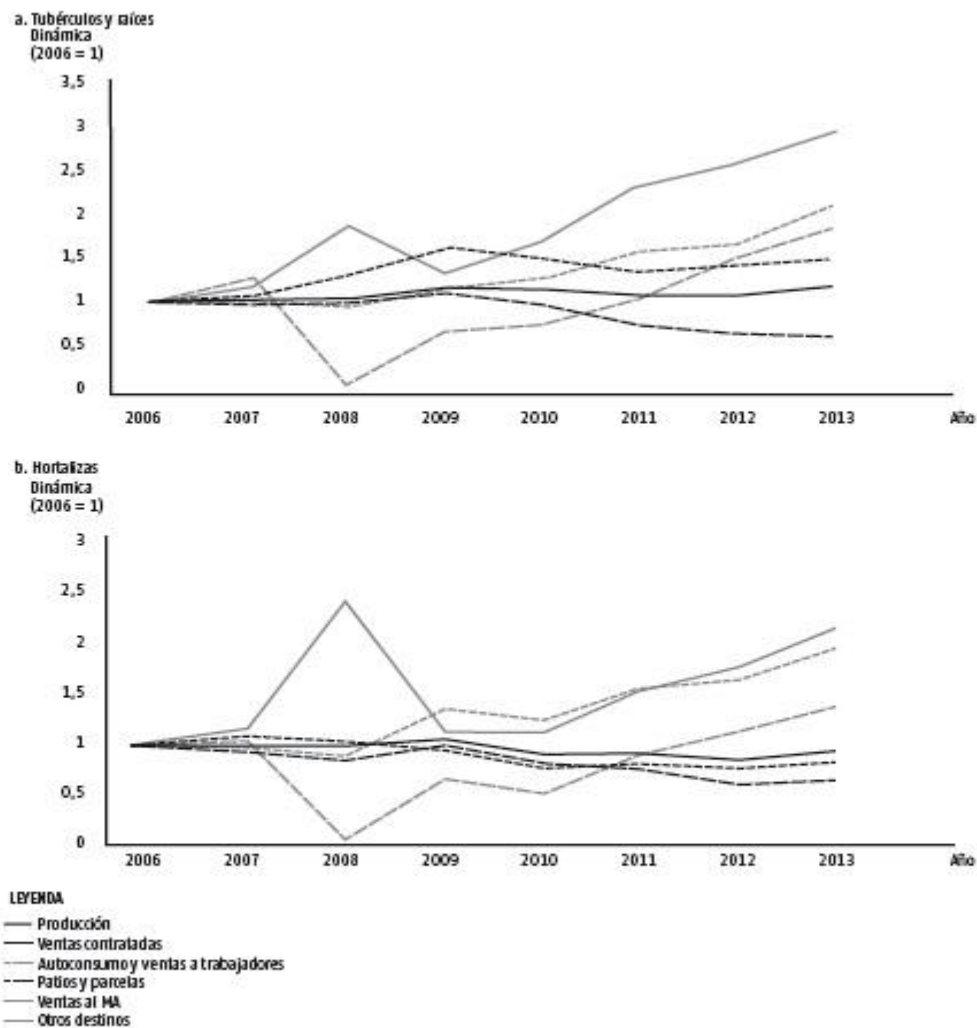 a. Tubérculos y raíces
Dinámica
(2006 = 1)
3,5
3
2,5
2
1,5
1
0,5
0
2006 2007 2008 2009 2010 2011 2012 2013 Año
b. Hortalizas
Dinámica
(2006 = 1)
3
2,5
2
1,5
1
0,5
0
2006 2007 2008 2009 2010 2011 2012 2013 Año
LEYENDA
Producción
Ventas contratadas
Autoconsumo y ventas a trabajadores
Patios y parcelas
Ventas al MA
Otros destinos